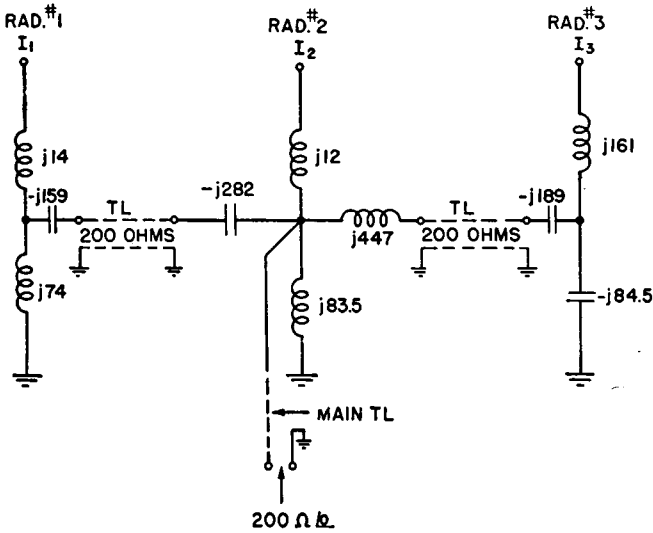 RAD.#1
I1
RAD.#2
I2
RAD.#3
I3
j14
j12
j161
-j159
TL
-j282
TL
-j189
200 OHMS
j447
200 OHMS
j74
j83.5
-j84.5
MAIN TL
200 Ω